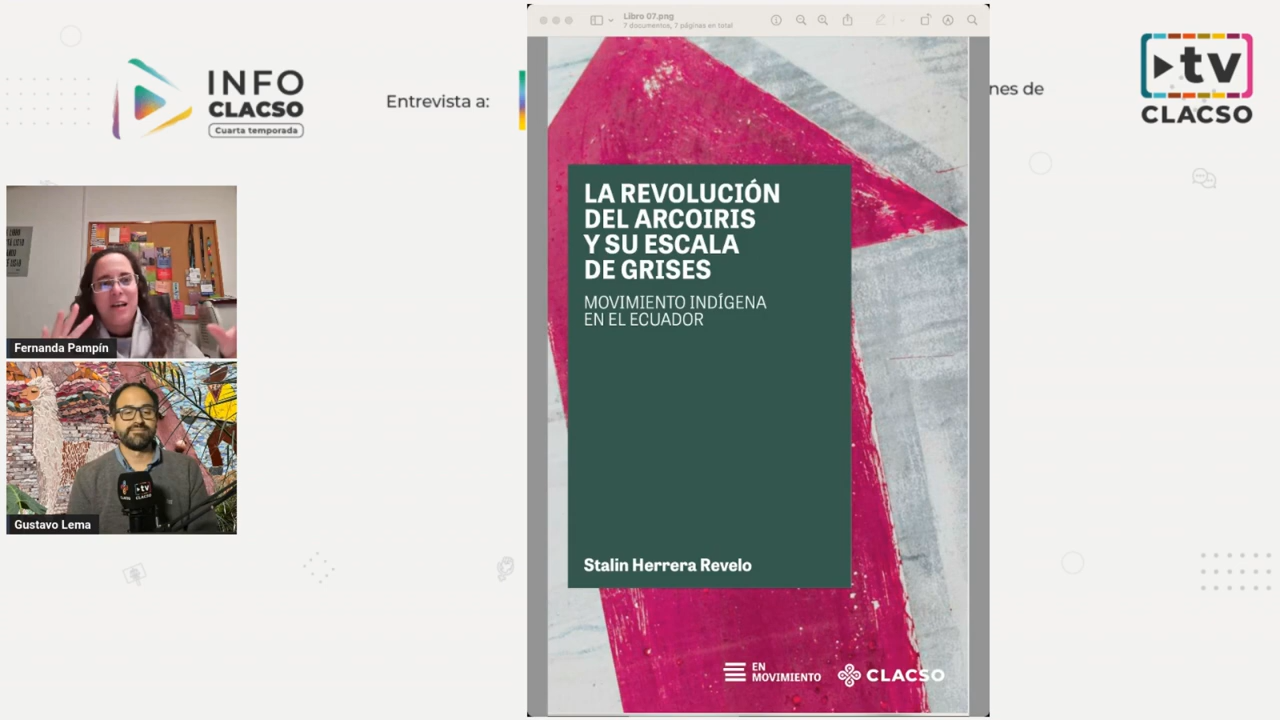 Libro 07.png
7 documentos, 7 páginas en total
INFO
CLACSO
Cuarta temporada
Entrevista a:
nes de
tv
CLACSO
LA REVOLUCIÓN
DEL ARCOIRIS
Y SU ESCALA
DE GRISES
MOVIMIENTO INDÍGENA
EN EL ECUADOR
Stalin Herrera Revelo
EN
MOVIMIENTO
CLACSO
Fernanda Pampín
tv
Gustavo Lema